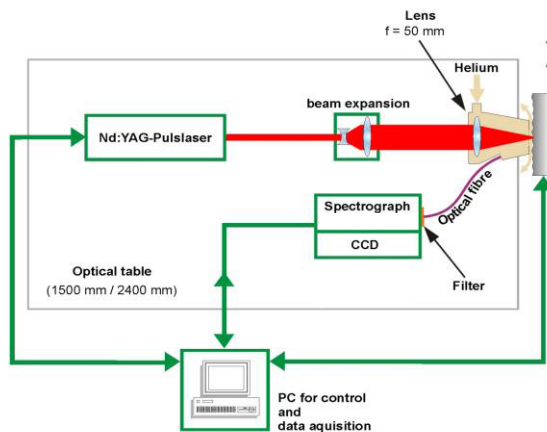 Lens
f = 50 mm
Helium
beam expansion
Nd:YAG-Pulslaser
Spectrograph
CCD
Optical fibre
Filter
Optical table
(1500 mm / 2400 mm)
PC for control
and
data aquisition